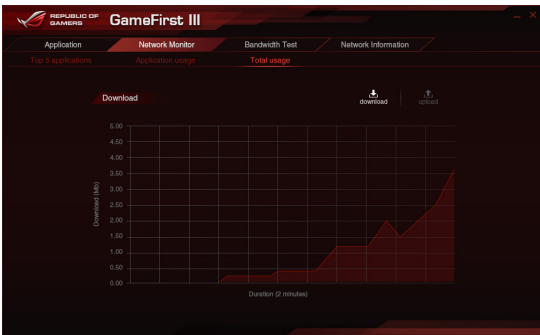 REPUBLIC OF
GAMERS
GameFirst III
Application Network Monitor Bandwidth Test Network Information
Top 5 applications Application usage Total usage
Download
download upload
5.00
4.50
4.00
3.50
3.00
2.50
2.00
1.50
1.00
0.50
0.00
Download (Mb)
Duration (2 minutes)